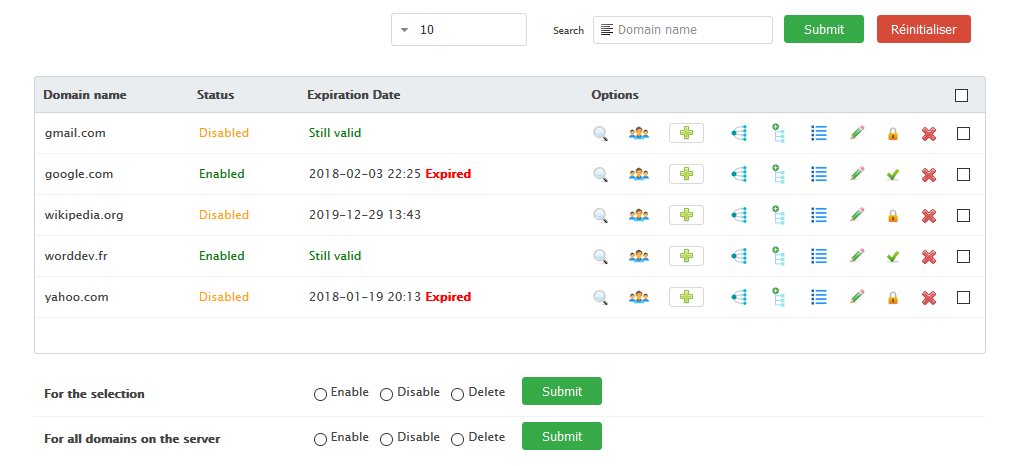 10 Search Domain name Submit Réinitialiser
Domain name Status Expiration Date Options
gmail.com Disabled Still valid
google.com Enabled 2018-02-03 22:25 Expired
wikipedia.org Disabled 2019-12-29 13:43
worddev.fr Enabled Still valid
yahoo.com Disabled 2018-01-19 20:13 Expired
For the selection Enable Disable Delete Submit
For all domains on the server Enable Disable Delete Submit